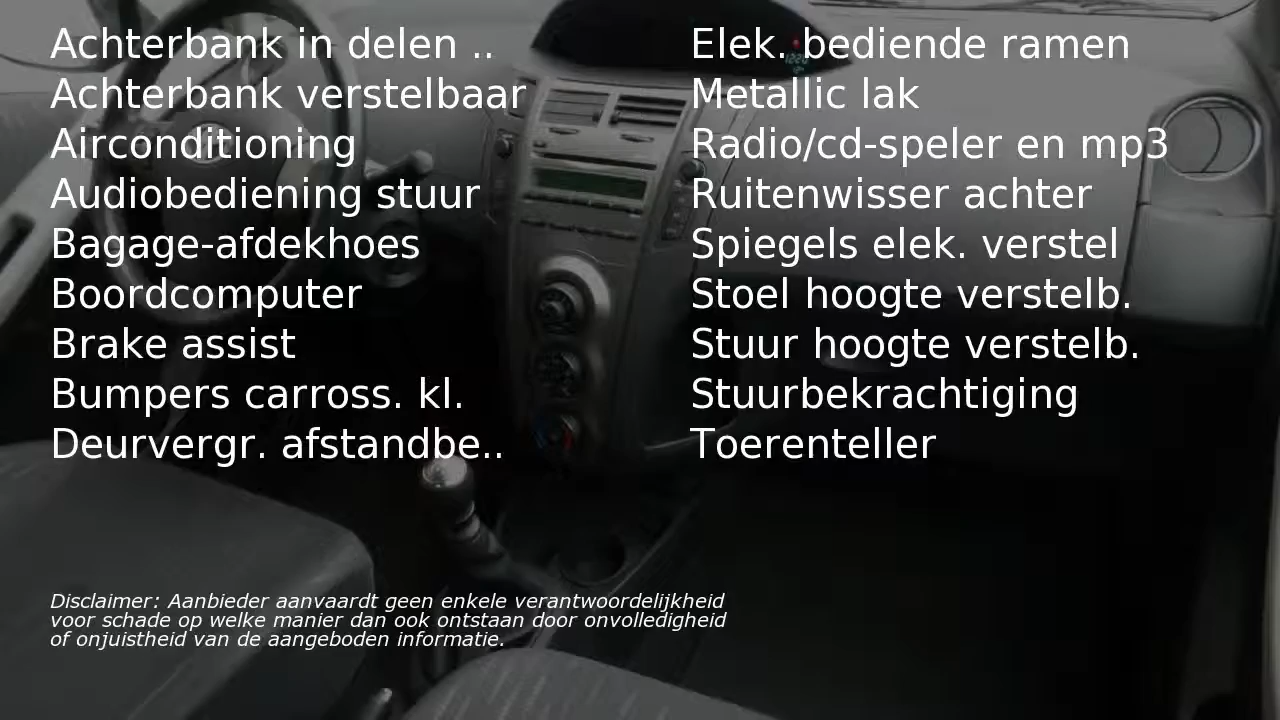 Achterbank in delen ..
Achterbank verstelbaar
Airconditioning
Audiobediening stuur
Bagage-afdekhoes
Boordcomputer
Brake assist
Bumpers carross. kl.
Deurvergr. afstandbe..
Elek. bediende ramen
Metallic lak
Radio/cd-speler en mp3
Ruitenwisser achter
Spiegels elek. verstel
Stoel hoogte verstelb.
Stuur hoogte verstelb.
Stuurbekrachtiging
Toerenteller
Disclaimer: Aanbieder aanvaardt geen enkele verantwoordelijkheid
voor schade op welke manier dan ook ontstaan door onvolledigheid
of onjuistheid van de aangeboden informatie.